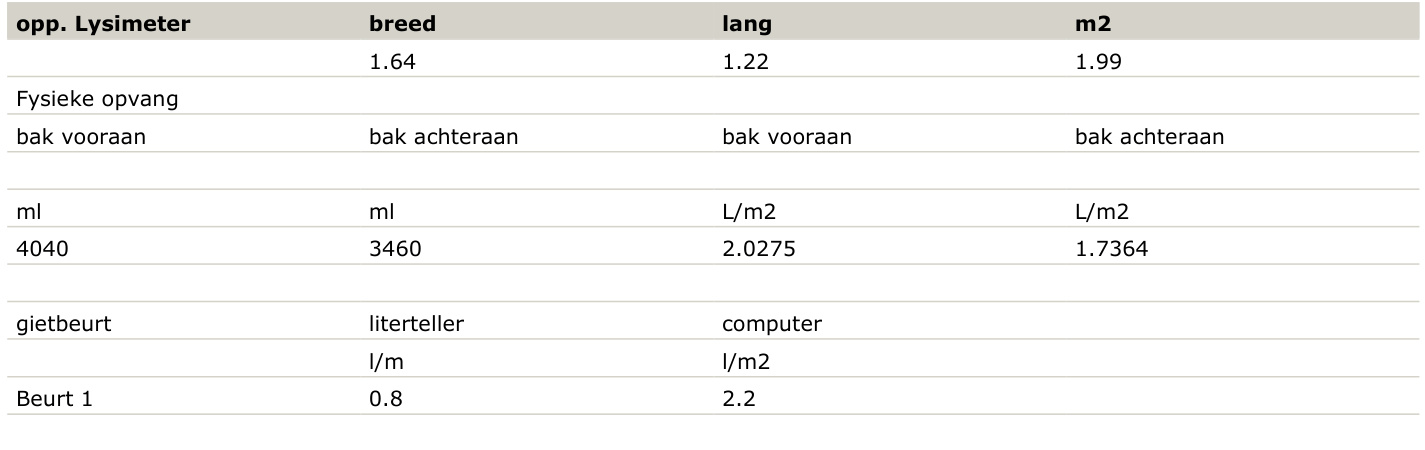 opp. Lysimeter breed lang m2
1.64 1.22 1.99
Fysieke opvang
bak vooraan bak achteraan bak vooraan bak achteraan
ml ml L/m2 L/m2
4040 3460 2.0275 1.7364
gietbeurt literteller computer
l/m l/m2
Beurt 1 0.8 2.2